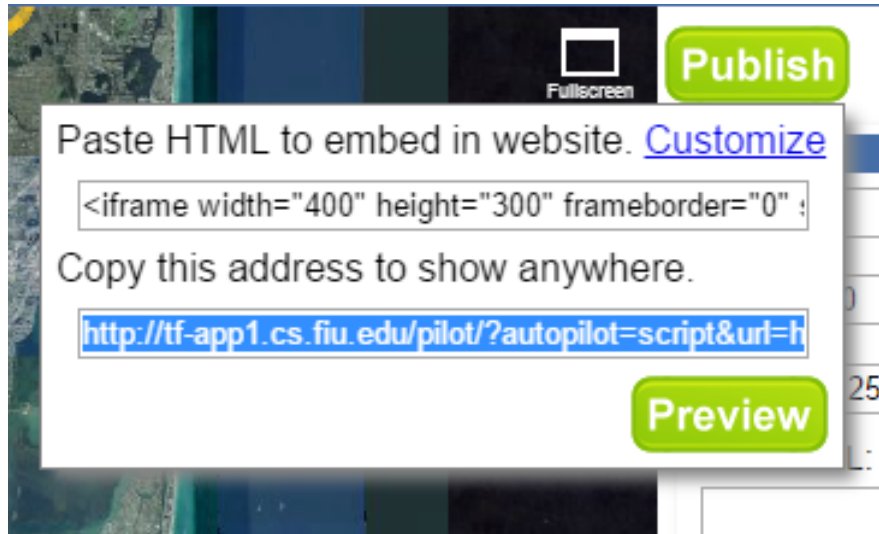 Fullscreen
Publish
Paste HTML to embed in website. Customize
<iframe width="400" height="300" frameborder="0"
Copy this address to show anywhere.
http://tf-app1.cs.fiu.edu/pilot/?autopilot=script&url=h
Preview
25
L: